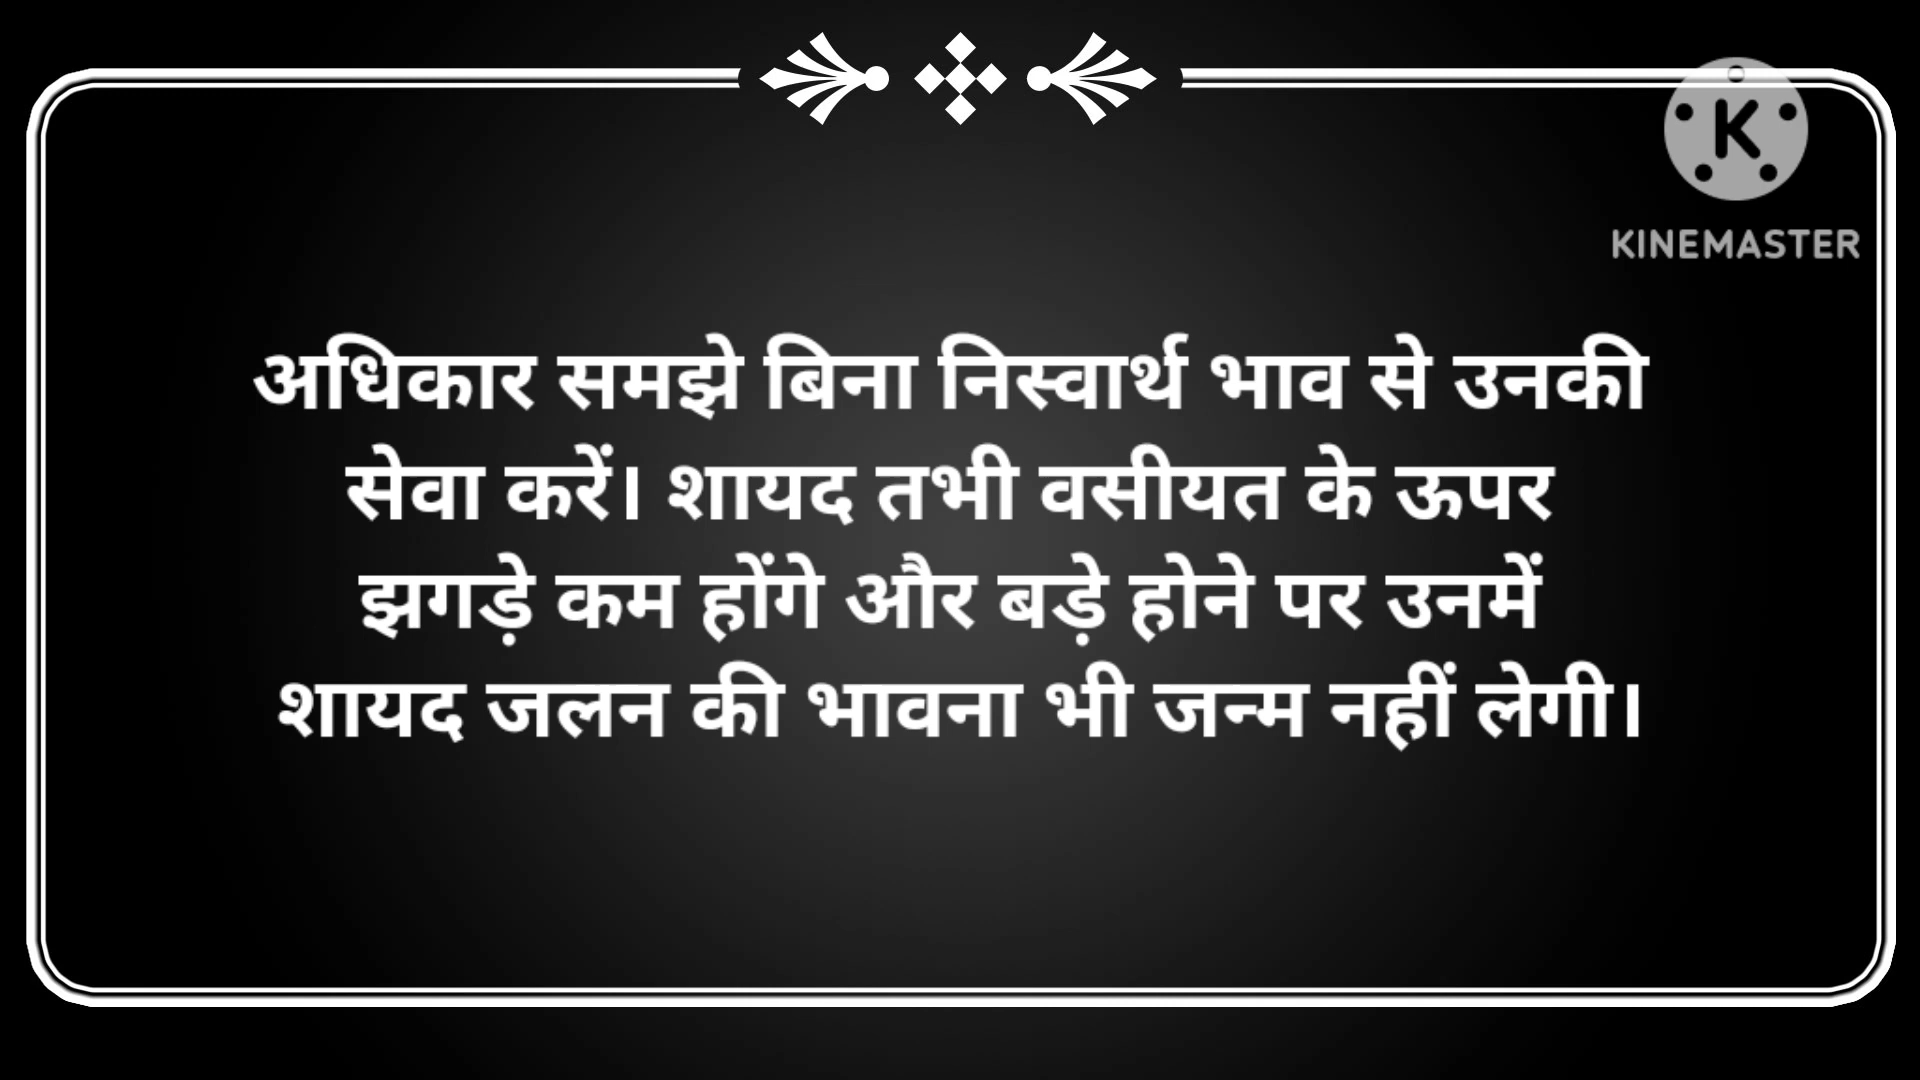 KINEMASTER
अधिकार समझे बिना निस्वार्थ भाव से उनकी
सेवा करें। शायद तभी वसीयत के ऊपर
झगड़े कम होंगे और बड़े होने पर उनमें
शायद जलन की भावना भी जन्म नहीं लेगी।